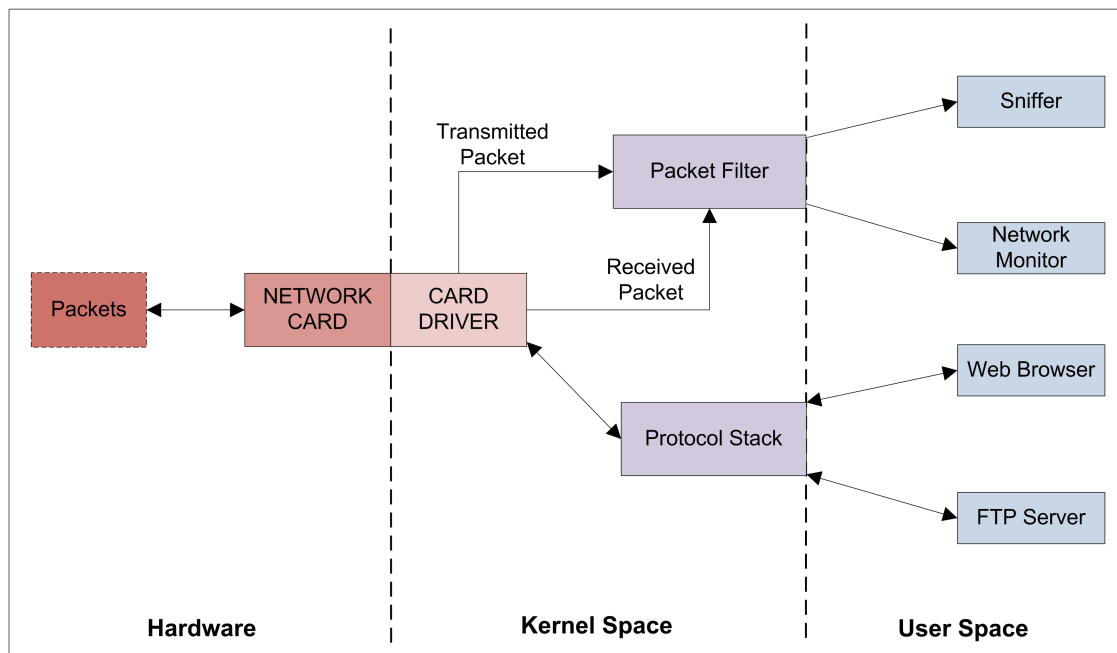 Sniffer
Transmitted
Packet
Packet Filter
Network
Monitor
Received
Packet
Packets
NETWORK
CARD
CARD
DRIVER
Web Browser
Protocol Stack
FTP Server
Hardware
Kernel Space
User Space